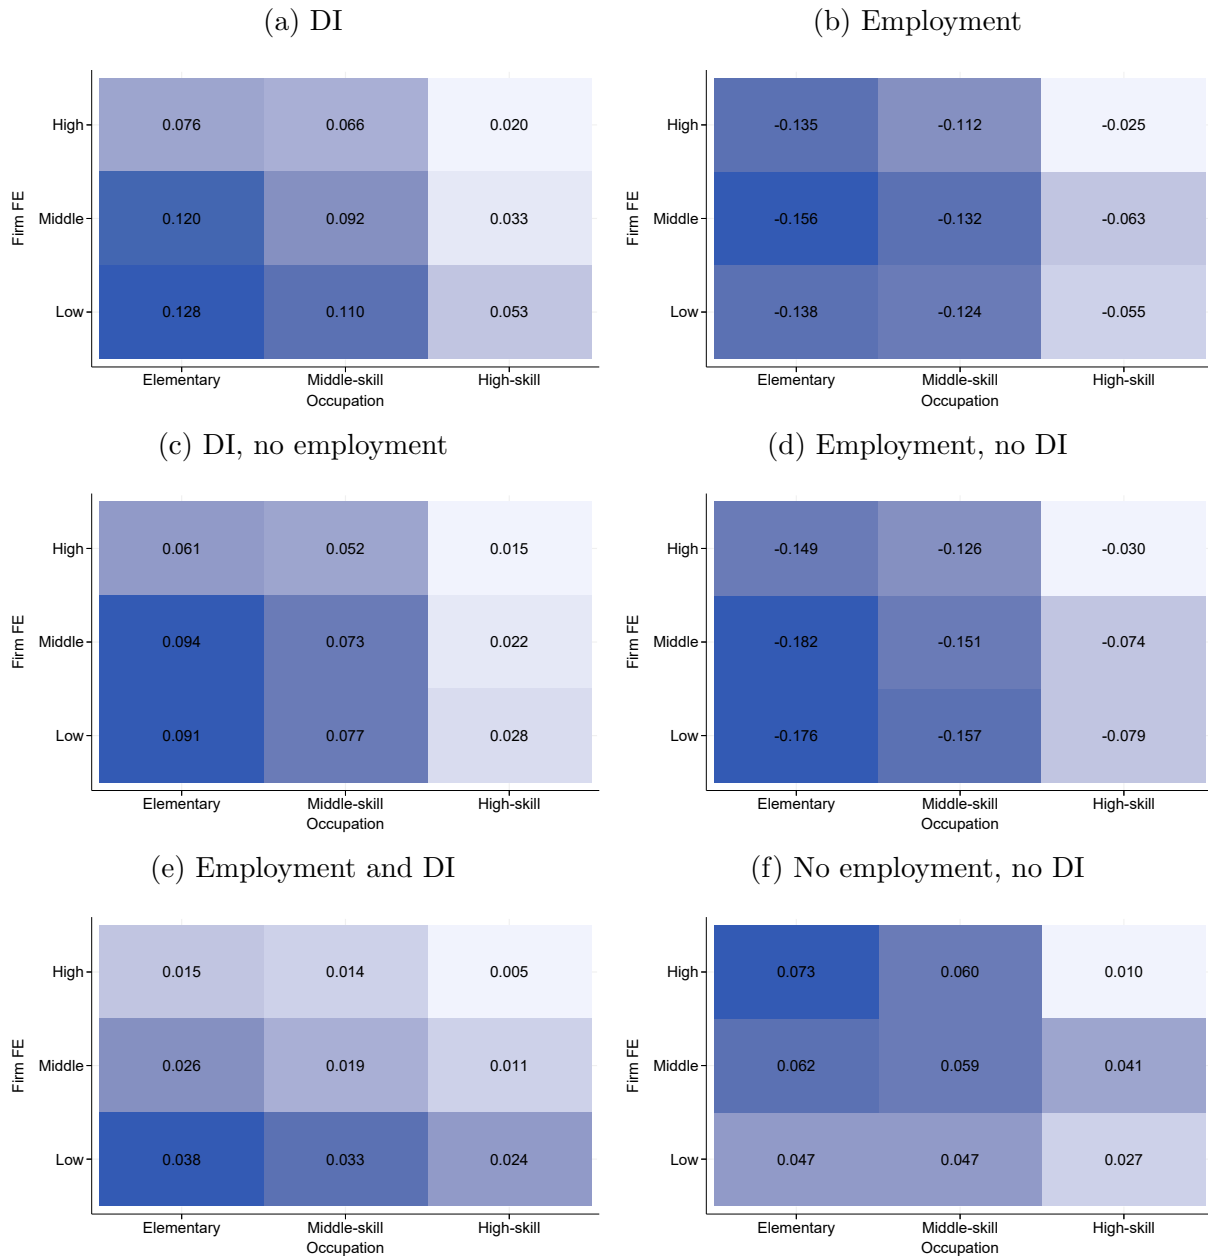 (a) DI
(b) Employment
High
0.076 0.066 0.020
Middle
0.120 0.092 0.033
Low
0.128 0.110 0.053
Firm FE
Elementary Middle-skill High-skill
Occupation
High
-0.135 -0.112 -0.025
Middle
-0.156 -0.132 -0.063
Low
-0.138 -0.124 -0.055
Firm FE
Elementary Middle-skill High-skill
Occupation
(c) DI, no employment
(d) Employment, no DI
High
0.061 0.052 0.015
Middle
0.094 0.073 0.022
Low
0.091 0.077 0.028
Firm FE
Elementary Middle-skill High-skill
Occupation
High
-0.149 -0.126 -0.030
Middle
-0.182 -0.151 -0.074
Low
-0.176 -0.157 -0.079
Firm FE
Elementary Middle-skill High-skill
Occupation
(e) Employment and DI
(f) No employment, no DI
High
0.015 0.014 0.005
Middle
0.026 0.019 0.011
Low
0.038 0.033 0.024
Firm FE
Elementary Middle-skill High-skill
Occupation
High
0.073 0.060 0.010
Middle
0.062 0.059 0.041
Low
0.047 0.047 0.027
Firm FE
Elementary Middle-skill High-skill
Occupation